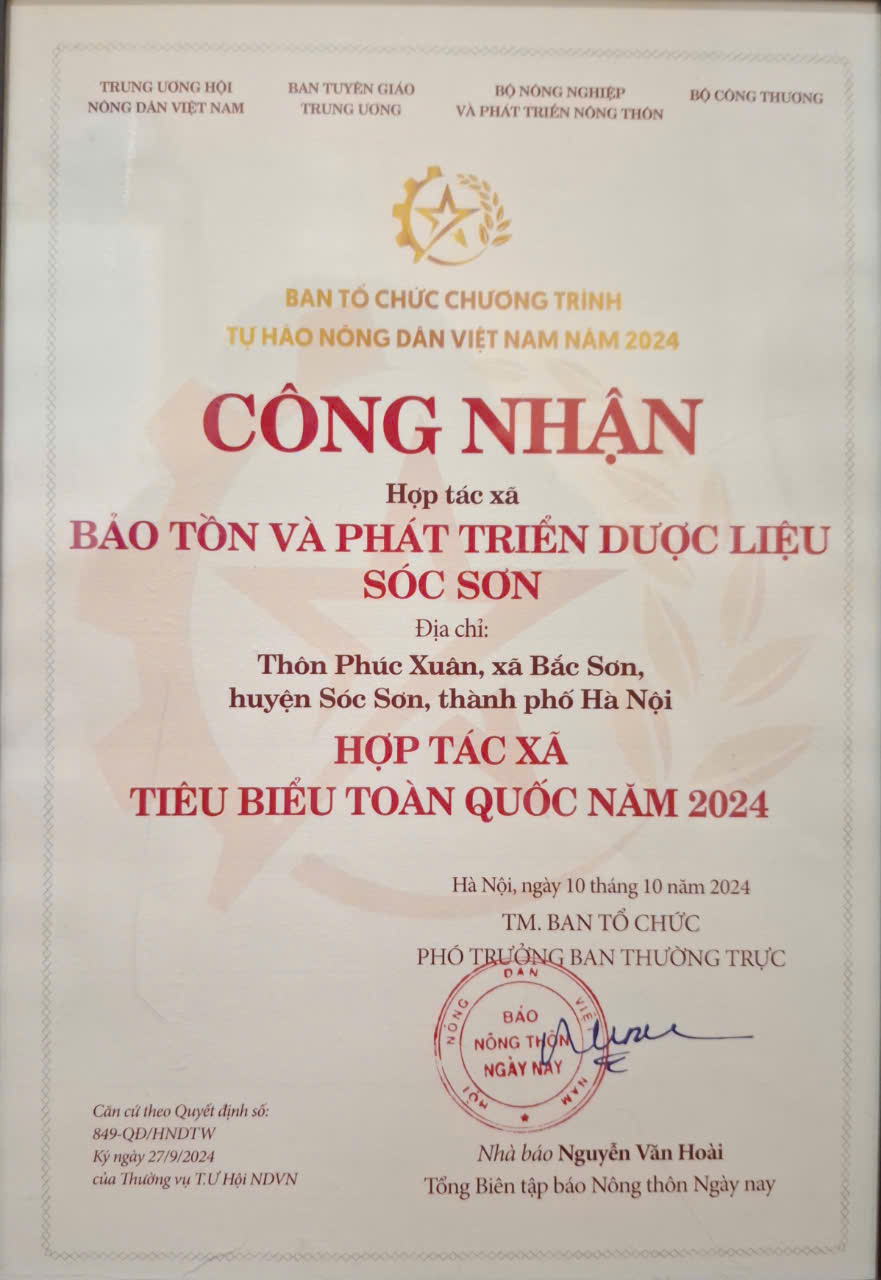 TRUNG ƯƠNG HỘI
NÔNG DÂN VIỆT NAM
BAN TUYÊN GIÁO
TRUNG ƯƠNG
BỘ NÔNG NGHIỆP
VÀ PHÁT TRIỂN NÔNG THÔN
BỘ CÔNG THƯƠNG
BAN TỔ CHỨC CHƯƠNG TRÌNH
TỰ HÀO NÔNG DÂN VIỆT NAM NĂM 2024
CÔNG NHẬN
Hợp tác xã
BẢO TỒN VÀ PHÁT TRIỂN DƯỢC LIỆU
SÓC SƠN
Địa chỉ:
Thôn Phúc Xuân, xã Bắc Sơn,
huyện Sóc Sơn, thành phố Hà Nội
HỢP TÁC XÃ
TIÊU BIỂU TOÀN QUỐC NĂM 2024
Hà Nội, ngày 10 tháng 10 năm 2024
TM. BAN TỔ CHỨC
PHÓ TRƯỞNG BAN THƯỜNG TRỰC
HỘI NÔNG DÂN VIỆT NAM
BÁO
NÔNG THÔN
NGÀY NAY
Căn cứ theo Quyết định số:
849-QĐ/HNDTW
Ký ngày 27/9/2024
của Thường vụ T.Ư Hội NDVN
Nhà báo Nguyễn Văn Hoài
Tổng Biên tập báo Nông thôn Ngày nay